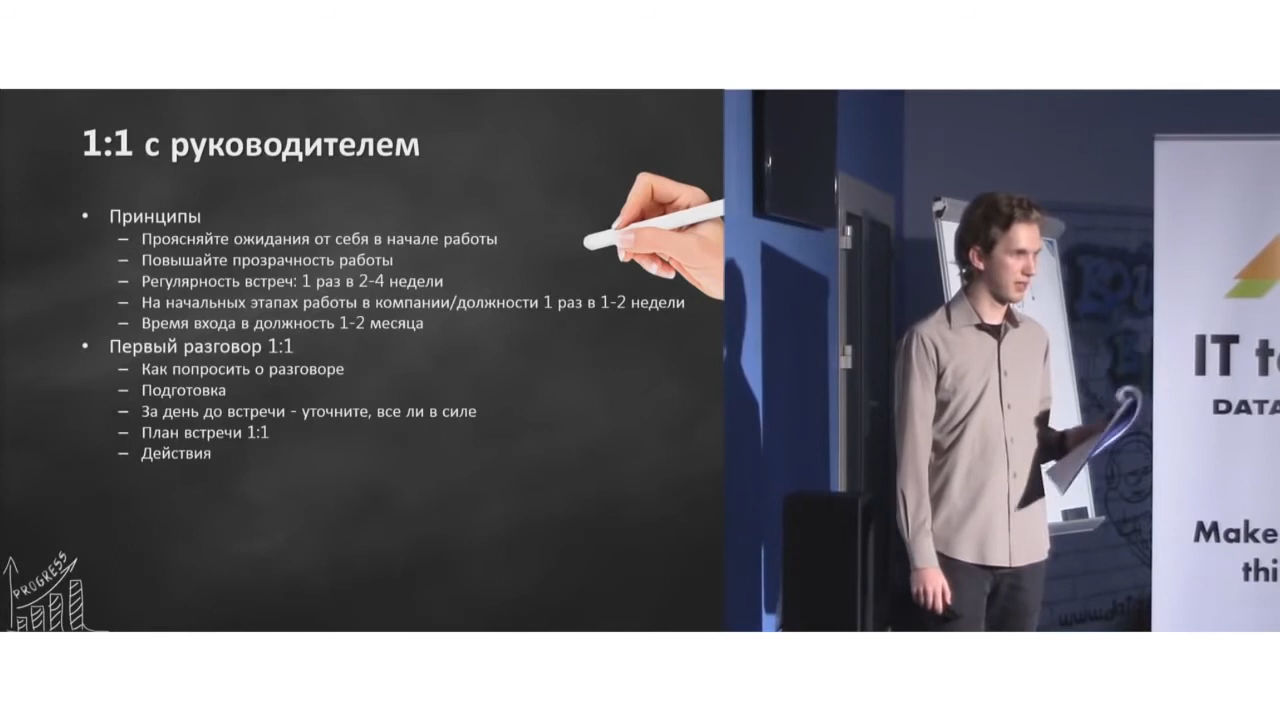 1:1 с руководителем
Принципы
Проясняйте ожидания от себя в начале работы
Повышайте прозрачность работы
Регулярность встреч: 1 раз в 2-4 недели
На начальных этапах работы в компании/должности 1 раз в 1-2 недели
Время входа в должность 1-2 месяца
Первый разговор 1:1
Как попросить о разговоре
Подготовка
За день до встречи - уточните, все ли в силе
План встречи 1:1
Действия
PROGRESS
IT
DATA
Make